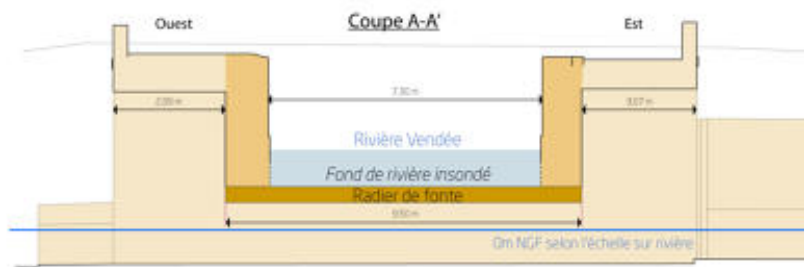 Ouest
Coupe A-A'
Est
7.30 m
Rivière Vendée
Fond de rivière insondé
Radier de fonte
9.50 m
0m NGF selon l'échelle sur rivière